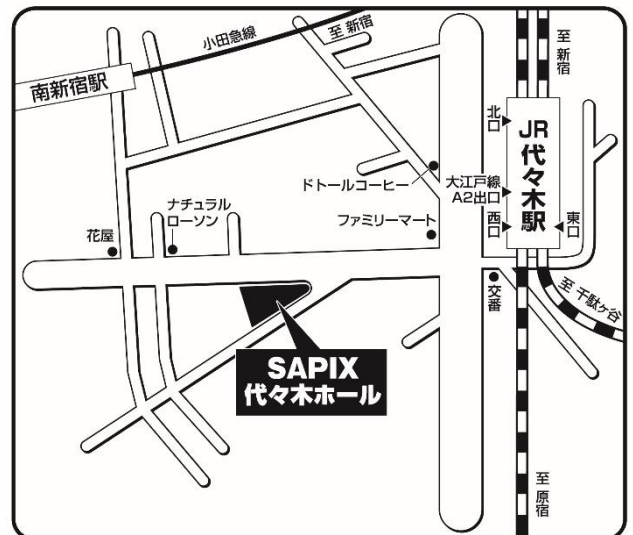 小田急線
至 新宿
至 新宿
南新宿駅
北口
JR代々木駅
ドトールコーヒー
大江戸線
A2出口
ナチュラル
ローソン
ファミリーマート
西口
東口
花屋
交番
至 千駄ヶ谷
SAPIX
代々木ホール
至 原宿